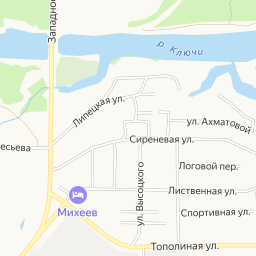 Западное
р. Ключи
Липецкая ул.
ул. Ахматовой
Сиреневая ул.
есьева
Логовой пер.
Лиственная ул.
Михеев
ул. Высоцкого
Спортивная ул.
Тополиная ул.